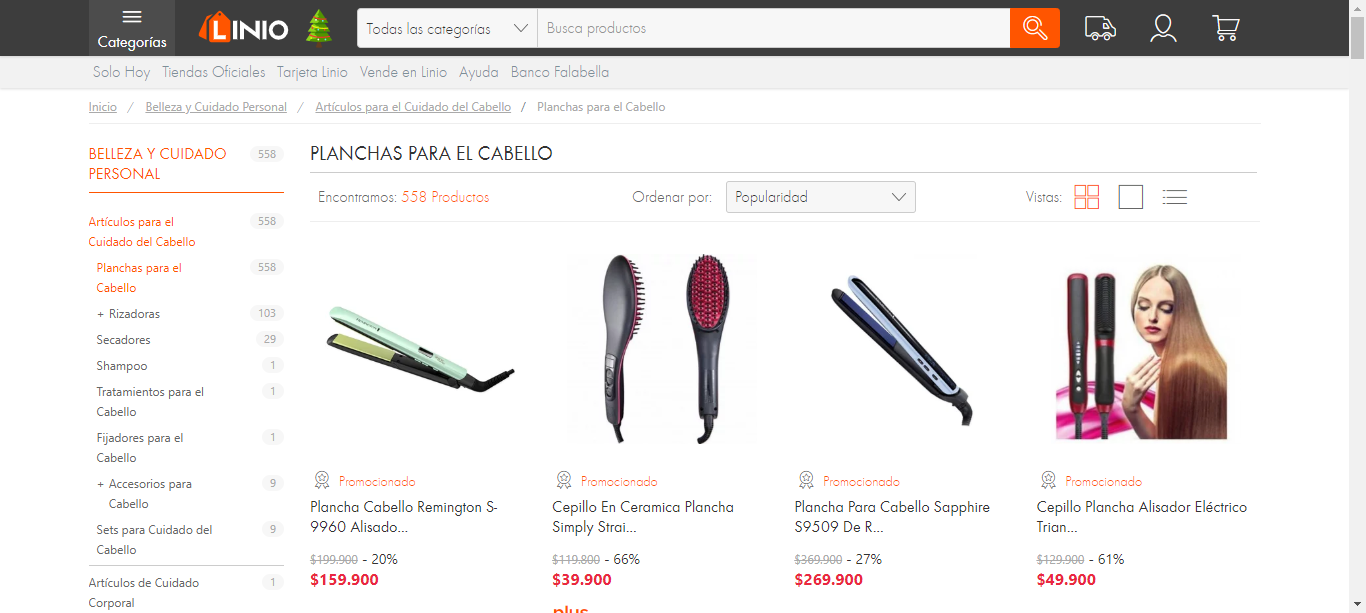 Categorías
LINIO
Todas las categorías
Busca productos
Solo Hoy Tiendas Oficiales Tarjeta Linio Vende en Linio Ayuda Banco Falabella
Inicio / Belleza y Cuidado Personal / Artículos para el Cuidado del Cabello / Planchas para el Cabello
BELLEZA Y CUIDADO 558
PERSONAL
Artículos para el 558
Cuidado del Cabello
Planchas para el 558
Cabello
+ Rizadoras 103
Secadores 29
Shampoo 1
Tratamientos para el 1
Cabello
Fijadores para el 1
Cabello
+ Accesorios para 9
Cabello
Sets para Cuidado del 9
Cabello
Artículos de Cuidado 1
Corporal
PLANCHAS PARA EL CABELLO
Encontramos: 558 Productos
Ordenar por: Popularidad
Vistas:
Promocionado
Plancha Cabello Remington S-
9960 Alisado...
$199.900 - 20%
$159.900
Promocionado
Cepillo En Ceramica Plancha
Simply Strai...
$119.800 - 66%
$39.900
plus
Promocionado
Plancha Para Cabello Sapphire
S9509 De R...
$369.900 - 27%
$269.900
Promocionado
Cepillo Plancha Alisador Eléctrico
Trian...
$129.900 - 61%
$49.900